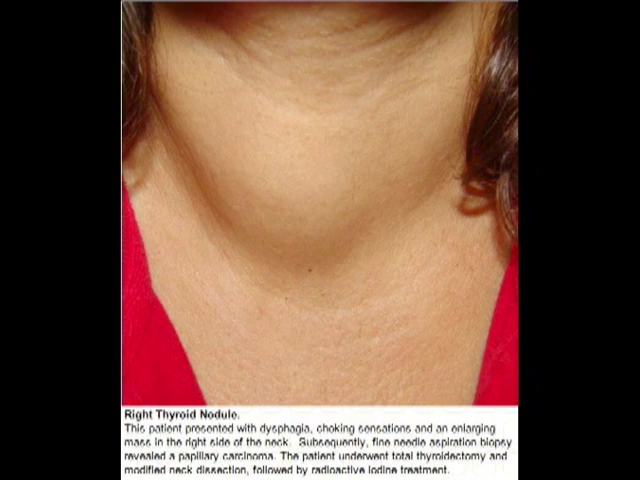 Right Thyroid Nodule.
This patient presented with dysphagia, choking sensations and an enlarging
mass in the right side of the neck. Subsequently, fine needle aspiration biopsy
revealed a papillary carcinoma. The patient underwent total thyroidectomy and
modified neck dissection, followed by radioactive iodine treatment.